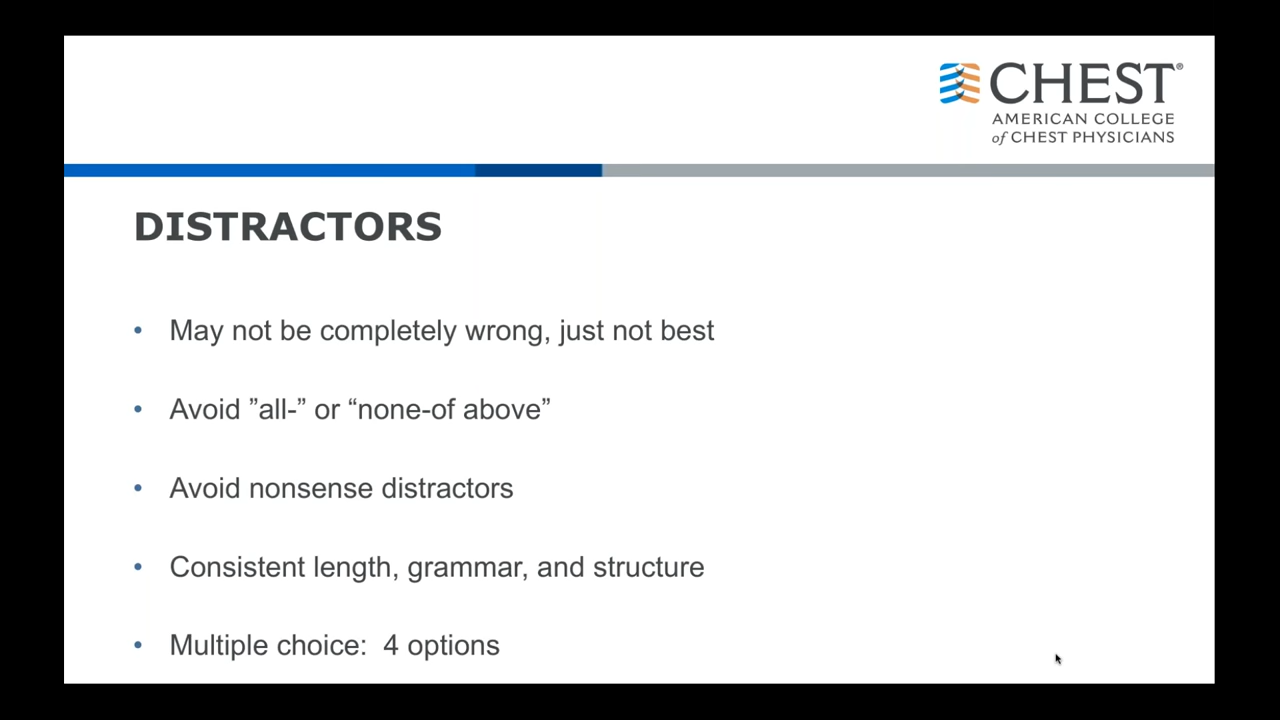 CHEST®
AMERICAN COLLEGE
of CHEST PHYSICIANS
DISTRACTORS
• May not be completely wrong, just not best
• Avoid ”all-” or “none-of above”
• Avoid nonsense distractors
• Consistent length, grammar, and structure
• Multiple choice:  4 options